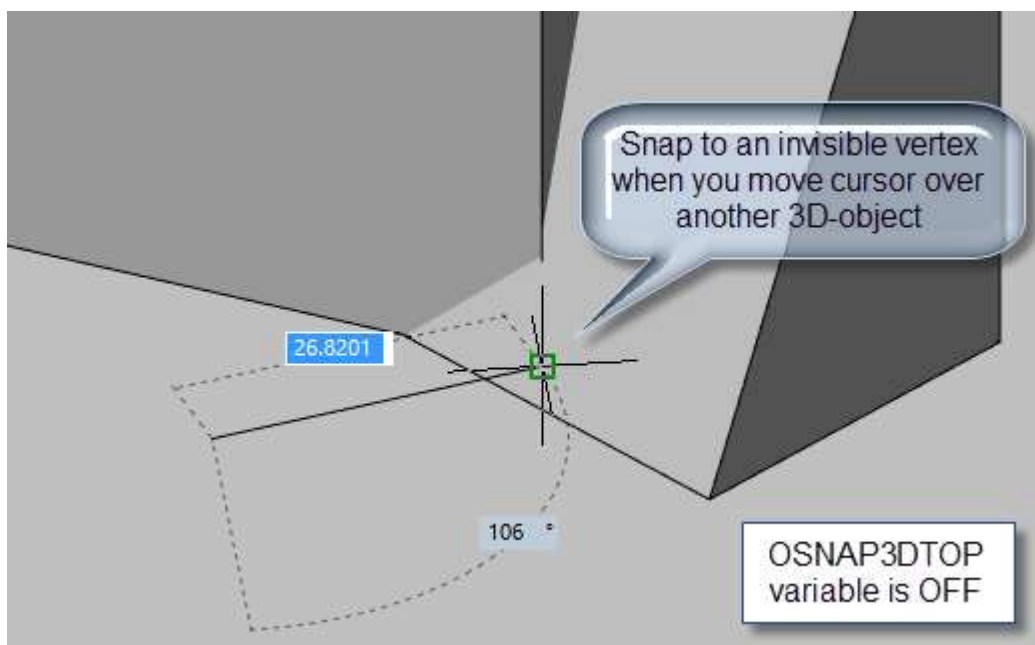 Snap to an invisible vertex
when you move cursor over
another 3D-object
26.8201
106 °
OSNAP3DTOP
variable is OFF